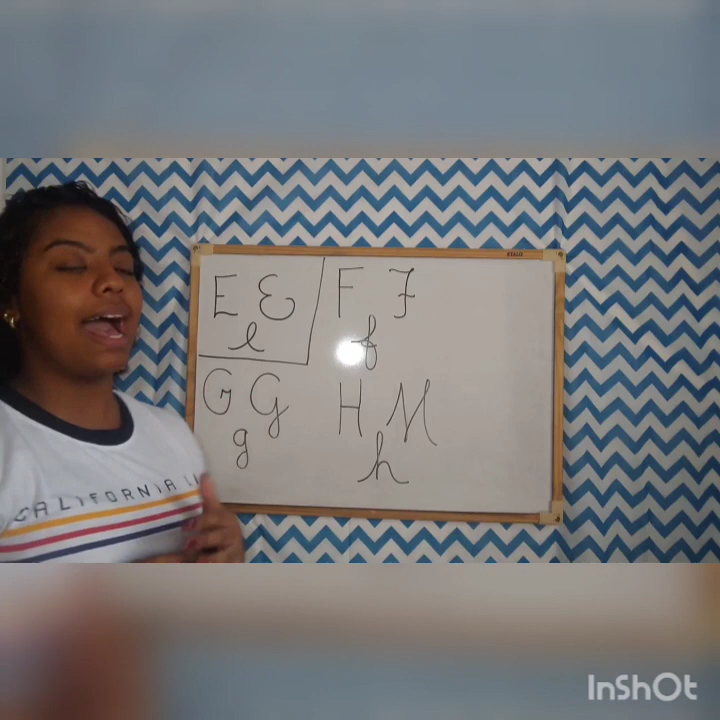 E E F F
e f
G G H H
g h
CALIFORNIA
InShOt